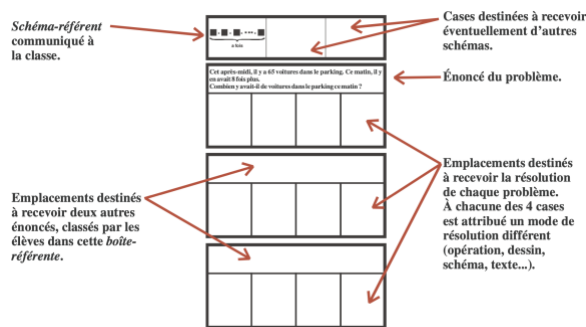 Schéma-référent
communiqué à
la classe.
n fois
Cases destinées à recevoir
éventuellement d'autres
schémas.
Cet après-midi, il y a 65 voitures dans le parking. Ce matin, il y
en avait 8 fois plus.
Combien y avait-il de voitures dans le parking ce matin ?
Énoncé du problème.
Emplacements destinés
à recevoir deux autres
énoncés, classés par les
élèves dans cette boîte-
référente.
Emplacements destinés
à recevoir la résolution
de chaque problème.
À chacune des 4 cases
est attribué un mode de
résolution différent
(opération, dessin,
schéma, texte...).